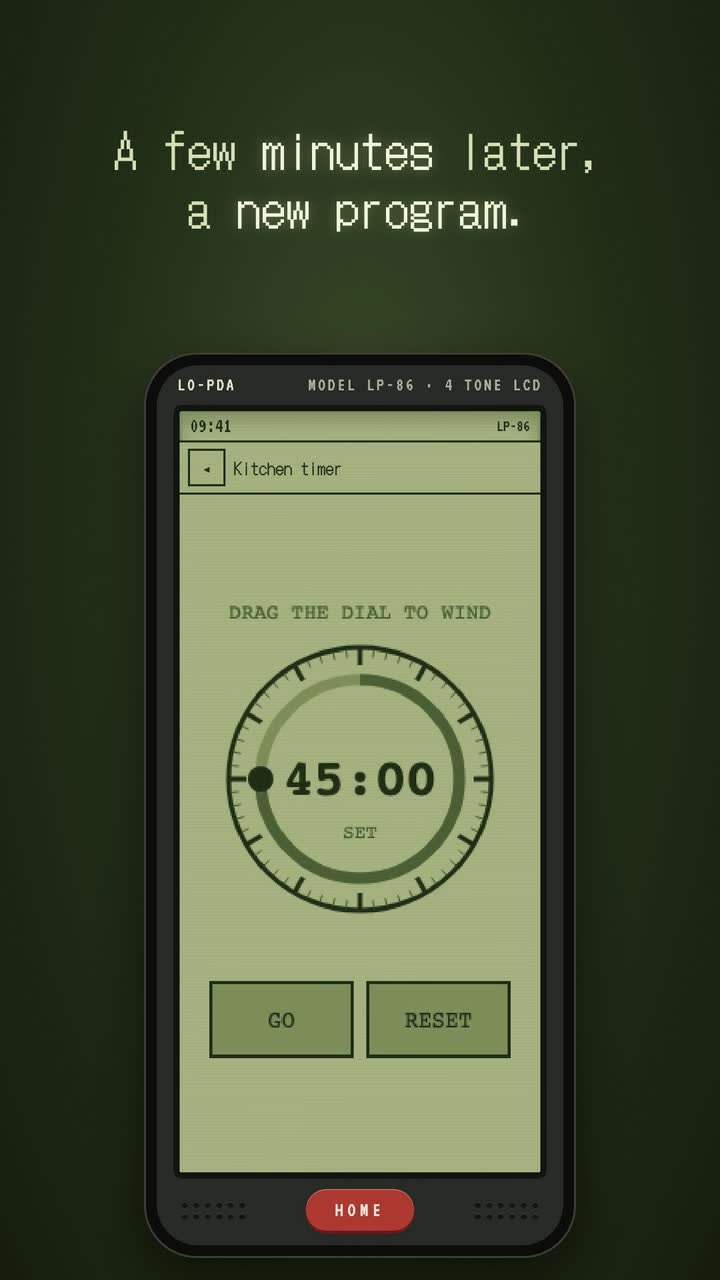 A few minutes later,
a new program.
LO-PDA MODEL LP-86 · 4 TONE LCD
09:41 LP-86
Kitchen timer
DRAG THE DIAL TO WIND
45:00
SET
GO RESET
HOME